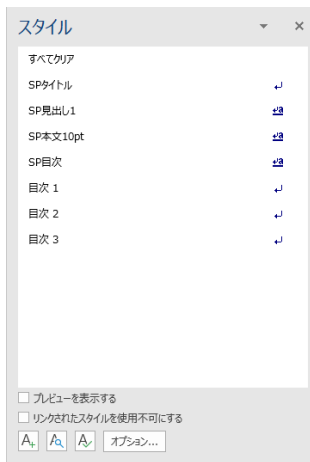 スタイル
すべてクリア
SPタイトル
SP見出し1
SP本文10pt
SP目次
目次 1
目次 2
目次 3
プレビューを表示する
リンクされたスタイルを使用不可にする
オプション...